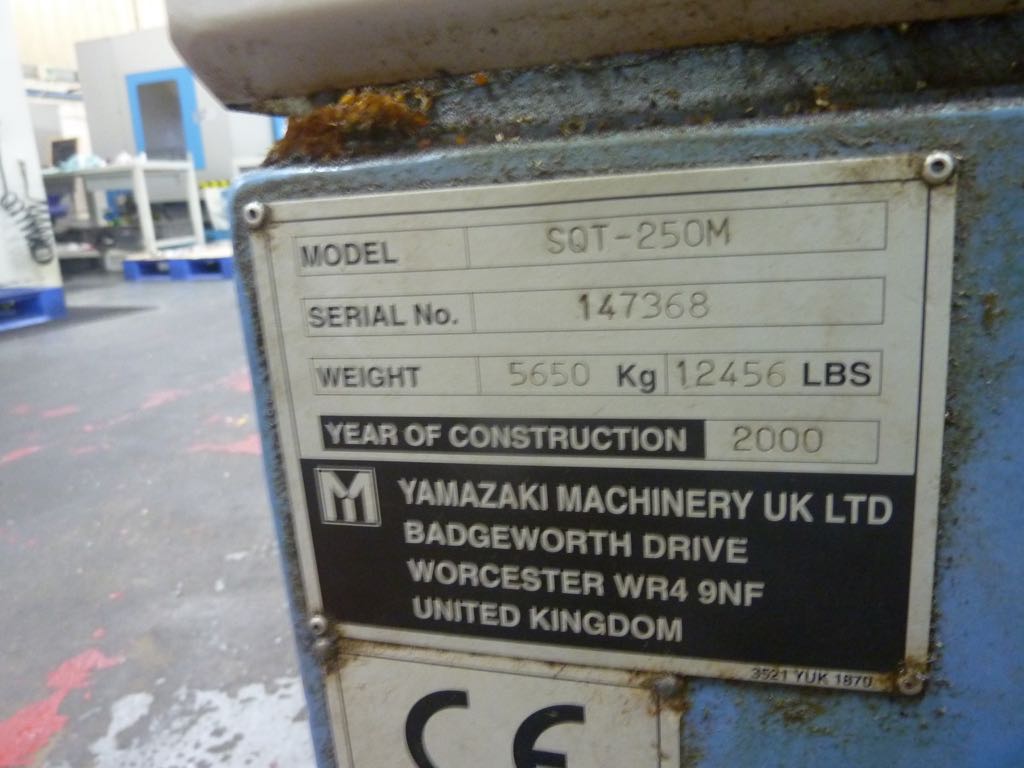 MODEL SQT-250M
SERIAL No. 147368
WEIGHT 5650 Kg 12456 LBS
YEAR OF CONSTRUCTION 2000
YAMAZAKI MACHINERY UK LTD
BADGEWORTH DRIVE
WORCESTER WR4 9NF
UNITED KINGDOM
3521 YUK 1870
CE